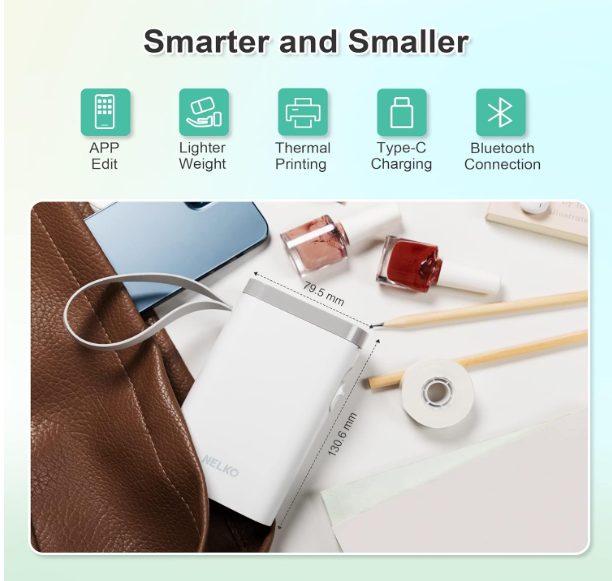 Smarter and Smaller
APP
Edit
Lighter
Weight
Thermal
Printing
Type-C
Charging
Bluetooth
Connection
79.5 mm
130.6 mm
NELKO